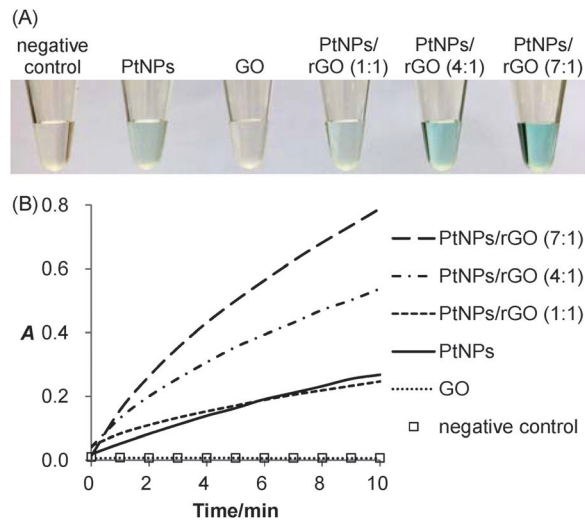 (A)
negative control
PtNPs
GO
PtNPs/
rGO (1:1)
PtNPs/
rGO (4:1)
PtNPs/
rGO (7:1)
(B)
0.8
0.6
0.4
0.2
0.0
A
0
2
4
6
8
10
Time/min
PtNPs/rGO (7:1)
PtNPs/rGO (4:1)
PtNPs/rGO (1:1)
PtNPs
GO
negative control